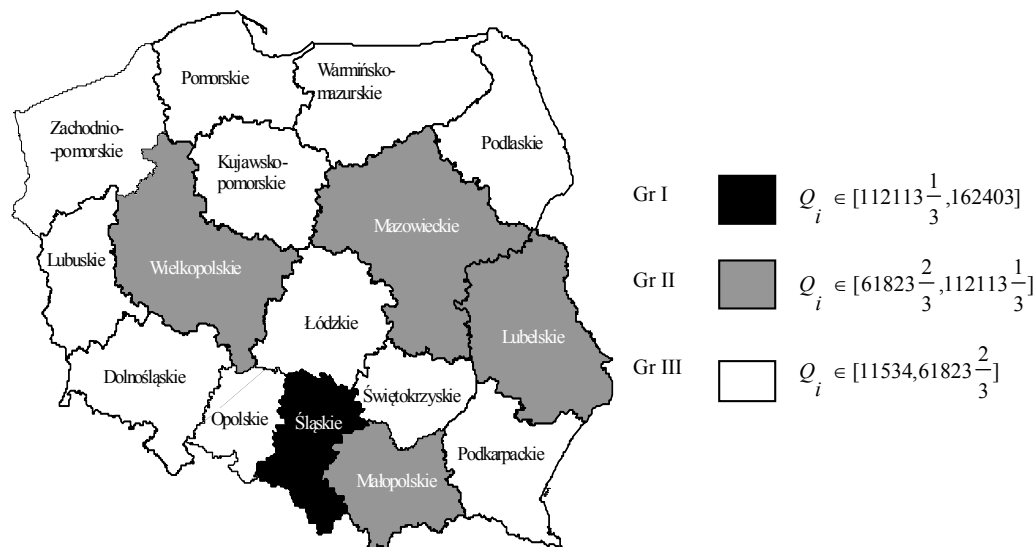 Pomorskie
Warmińsko-
mazurskie
Zachodnio-
-pomorskie
Podlaskie
Kujawsko-
pomorskie
Mazowieckie
Lubuskie
Wielkopolskie
Łódzkie
Lubelskie
Dolnośląskie
Świętokrzyskie
Opolskie
Śląskie
Podkarpackie
Małopolskie
Gr I Q_i ∈ [112113 1/3 ,162403]
Gr II Q_i ∈ [61823 2/3 ,112113 1/3]
Gr III Q_i ∈ [11534,61823 2/3]